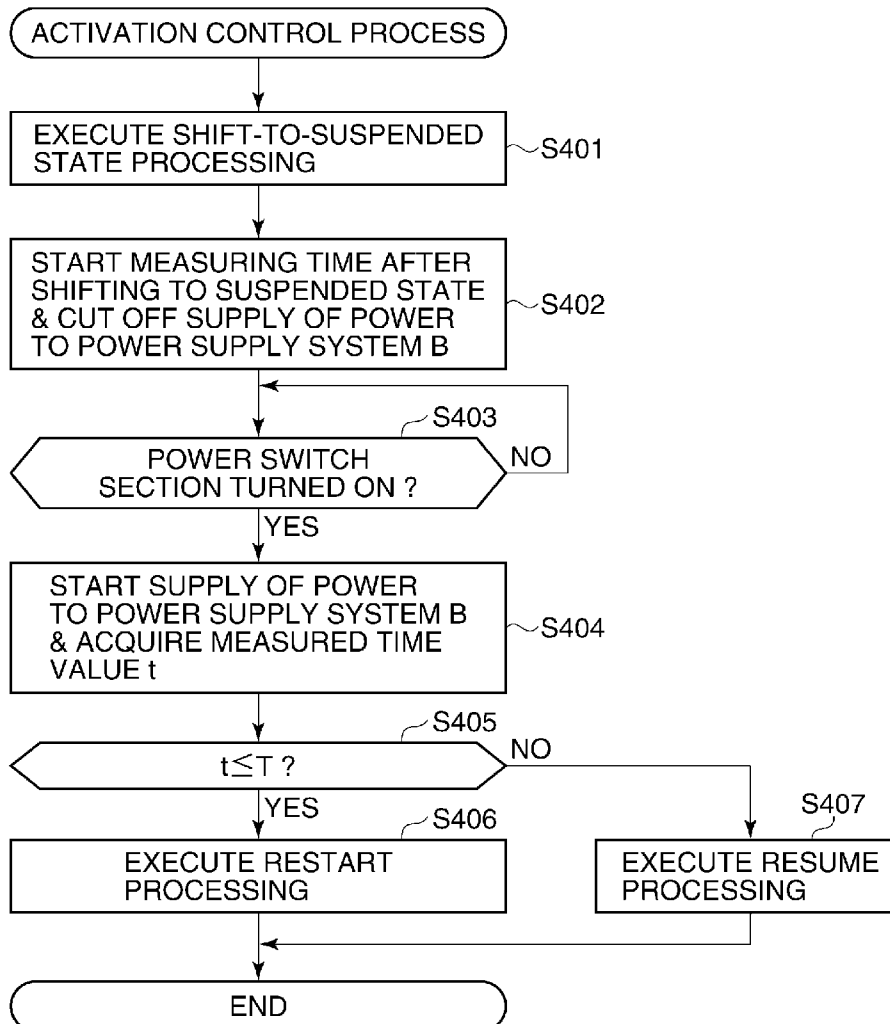 ACTIVATION CONTROL PROCESS
EXECUTE SHIFT-TO-SUSPENDED
STATE PROCESSING
S401
START MEASURING TIME AFTER
SHIFTING TO SUSPENDED STATE
& CUT OFF SUPPLY OF POWER
TO POWER SUPPLY SYSTEM B
S402
S403
POWER SWITCH
SECTION TURNED ON ?
NO
YES
START SUPPLY OF POWER
TO POWER SUPPLY SYSTEM B
& ACQUIRE MEASURED TIME
VALUE t
S404
S405
t≦T ?
NO
YES
S406
EXECUTE RESTART
PROCESSING
S407
EXECUTE RESUME
PROCESSING
END